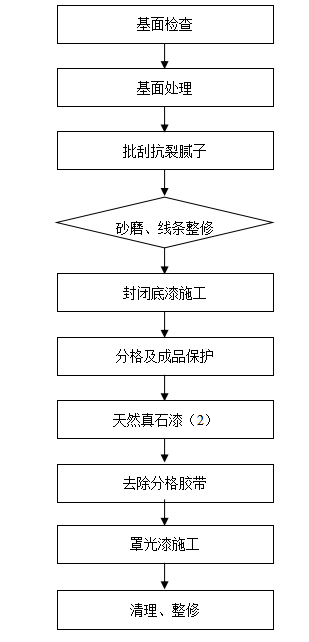 基面检查
基面处理
批刮抗裂腻子
砂磨、线条整修
封闭底漆施工
分格及成品保护
天然真石漆（2）
去除分格胶带
罩光漆施工
清理、整修